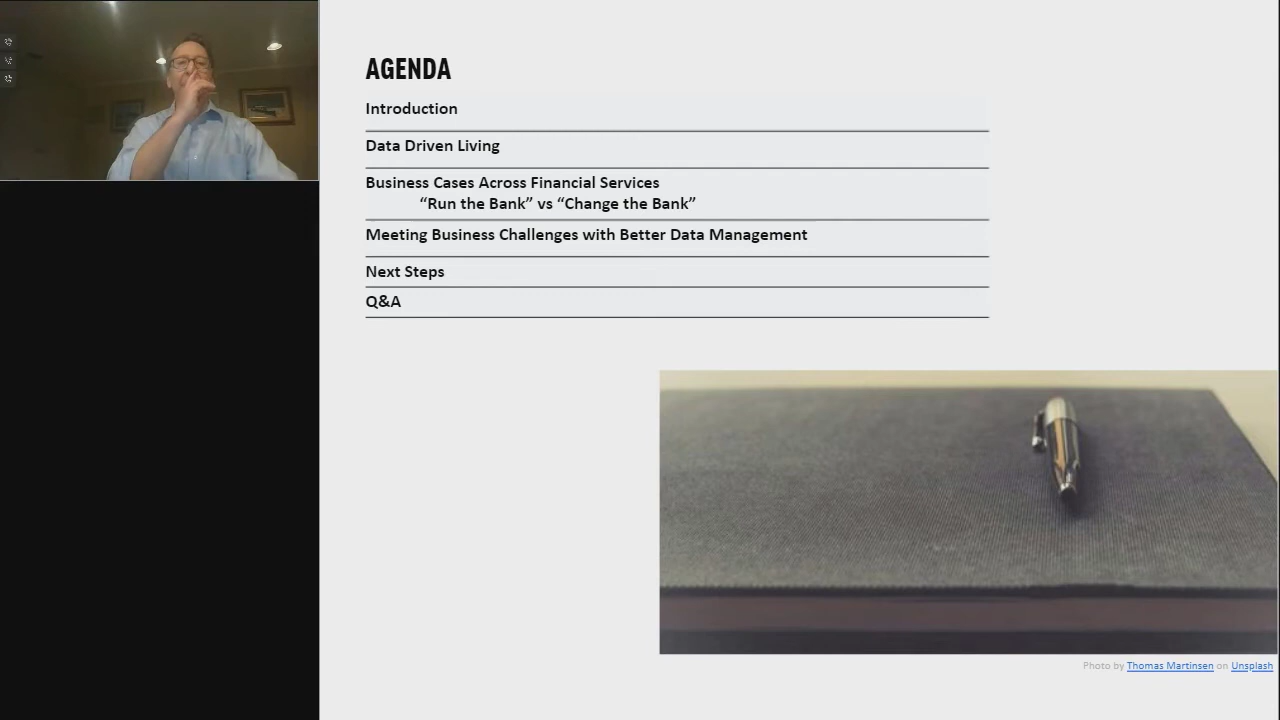 AGENDA
Introduction
Data Driven Living
Business Cases Across Financial Services
“Run the Bank” vs “Change the Bank”
Meeting Business Challenges with Better Data Management
Next Steps
Q&A
Photo by Thomas Martinsen on Unsplash